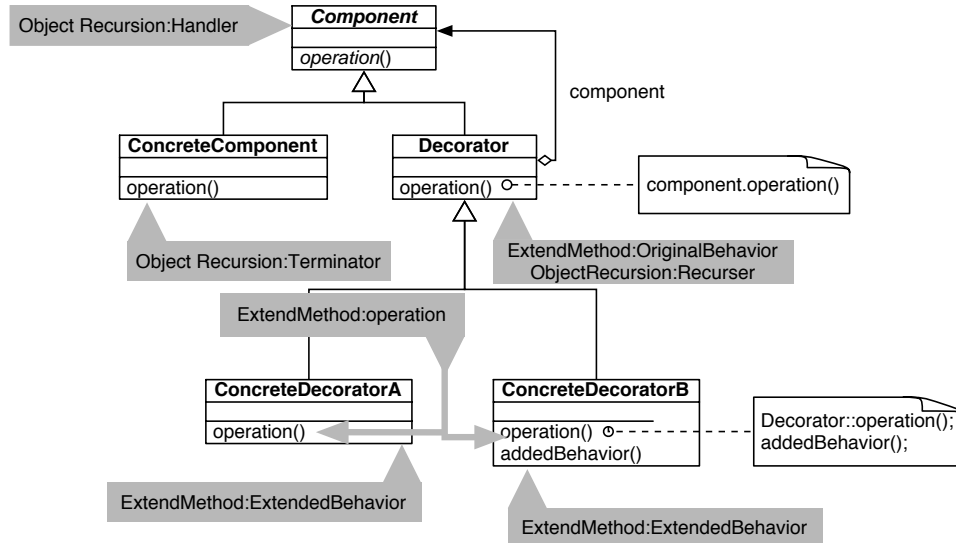 Component
Object Recursion:Handler
operation()
component
ConcreteComponent
Decorator
operation()
operation()
component.operation()
Object Recursion:Terminator
ExtendMethod:OriginalBehavior
ObjectRecursion:Recurser
ExtendMethod:operation
ConcreteDecoratorA
ConcreteDecoratorB
operation()
operation()
addedBehavior()
Decorator::operation();
addedBehavior();
ExtendMethod:ExtendedBehavior
ExtendMethod:ExtendedBehavior